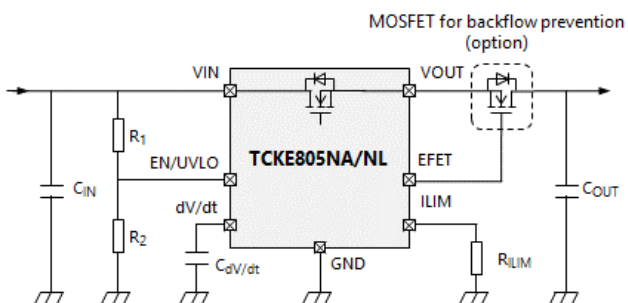 MOSFET for backflow prevention
(option)
VIN
VOUT
R1
EN/UVLO
TCKE805NA/NL
EFET
CIN
dV/dt
ILIM
COUT
R2
CdV/dt
GND
RILIM